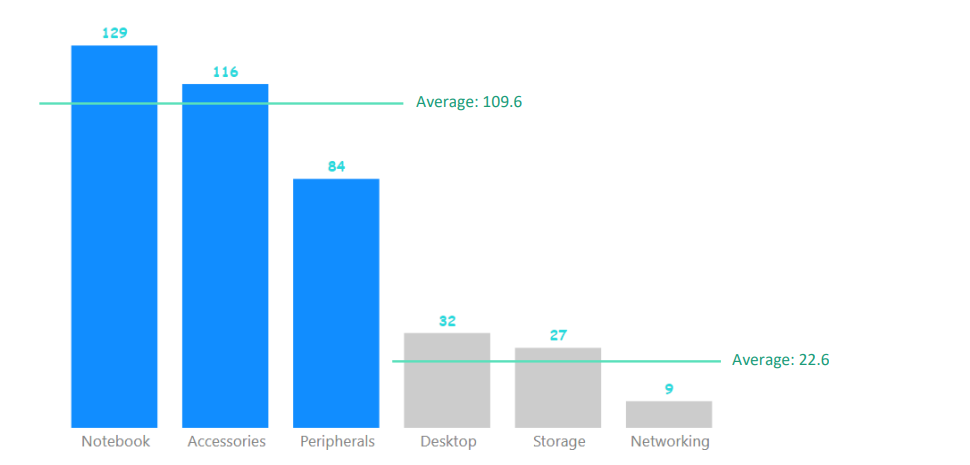 129
116
Average: 109.6
84
32
27
Average: 22.6
9
Notebook Accessories Peripherals Desktop Storage Networking